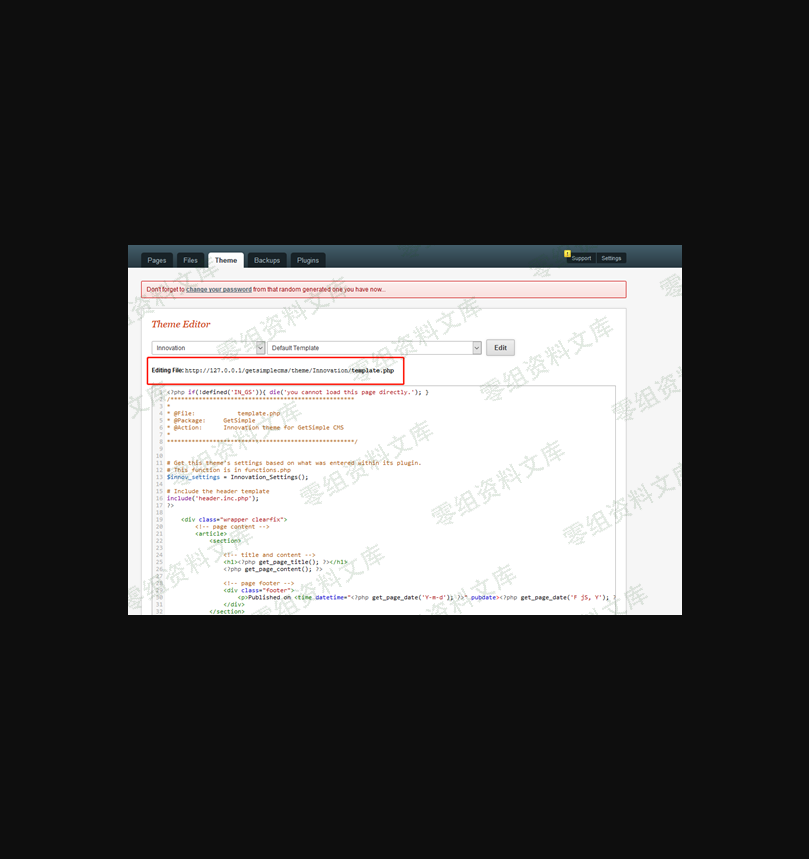 Pages Files Theme Backups Plugins
! Support Settings
Don't forget to change your password from that random generated one you have now...
Theme Editor
Innovation Default Template Edit
Editing File: http://127.0.0.1/getsimplecms/theme/Innovation/template.php
1 <?php if(!defined('IN_GS')){ die('you cannot load this page directly.'); }
2 /****************************************************
3 *
4 * @File: template.php
5 * @Package: GetSimple
6 * @Action: Innovation theme for GetSimple CMS
7 *
8 *****************************************************/
9
10
11 # Get this theme's settings based on what was entered within its plugin.
12 # This function is in functions.php
13 $innov_settings = Innovation_Settings();
14
15 # Include the header template
16 include('header.inc.php');
17 ?>
18
19 <div class="wrapper clearfix">
20 <!-- page content -->
21 <article>
22 <section>
23
24 <!-- title and content -->
25 <h1><?php get_page_title(); ?></h1>
26 <?php get_page_content(); ?>
27
28 <!-- page footer -->
29 <div class="footer">
30 <p>Published on <time datetime="<?php get_page_date('Y-m-d'); ?>" pubdate><?php get_page_date('F jS, Y'); ?
31 </div>
32 </section>
零组资料文库
零组资料文库
零组资料文库
零组资料文库
零组资料文库
零组资料文库
零组资料文库
零组资料文库